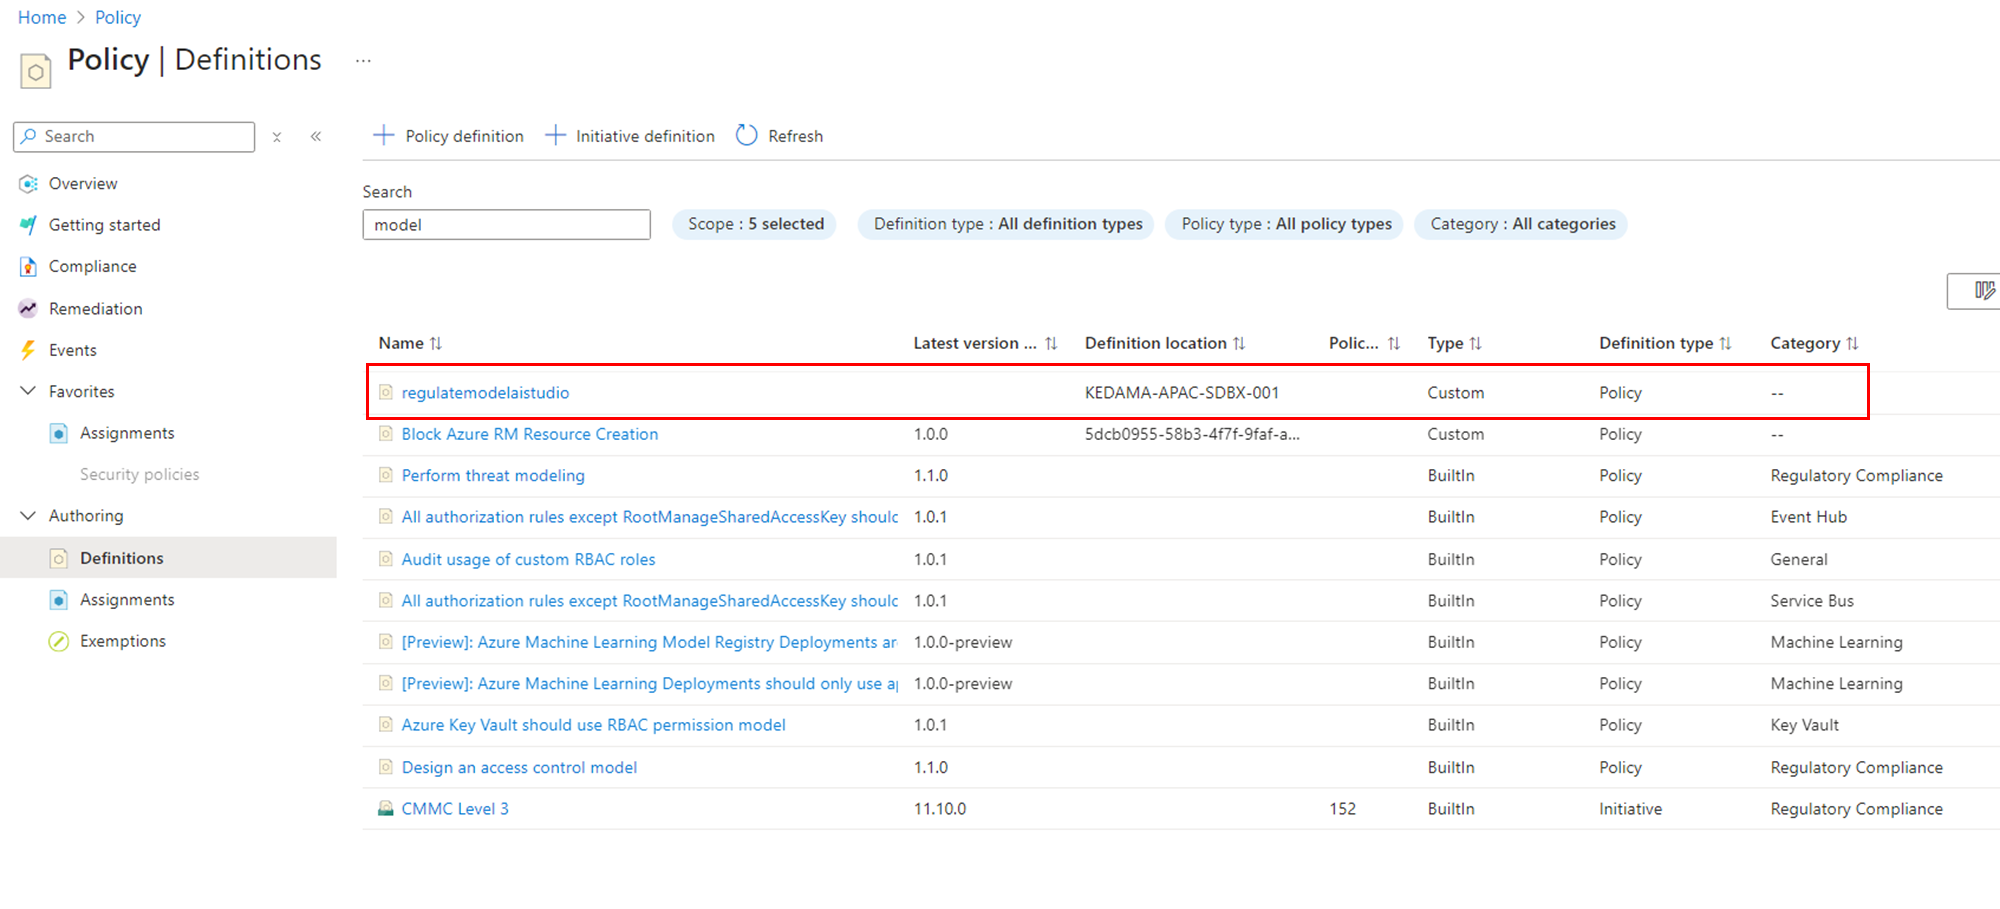 Home > Policy
Policy | Definitions ...
Search
Overview
Getting started
Compliance
Remediation
Events
Favorites
Assignments
Security policies
Authoring
Definitions
Assignments
Exemptions
Policy definition Initiative definition Refresh
Search
model Scope : 5 selected Definition type : All definition types Policy type : All policy types Category : All categories
Name Latest version ... Definition location Polic... Type Definition type Category
regulatemodelaistudio KEDAMA-APAC-SDBX-001 Custom Policy --
Block Azure RM Resource Creation 1.0.0 5dcb0955-58b3-4f7f-9faf-a... Custom Policy --
Perform threat modeling 1.1.0 BuiltIn Policy Regulatory Compliance
All authorization rules except RootManageSharedAccessKey should 1.0.1 BuiltIn Policy Event Hub
Audit usage of custom RBAC roles 1.0.1 BuiltIn Policy General
All authorization rules except RootManageSharedAccessKey should 1.0.1 BuiltIn Policy Service Bus
[Preview]: Azure Machine Learning Model Registry Deployments ar 1.0.0-preview BuiltIn Policy Machine Learning
[Preview]: Azure Machine Learning Deployments should only use a 1.0.0-preview BuiltIn Policy Machine Learning
Azure Key Vault should use RBAC permission model 1.0.1 BuiltIn Policy Key Vault
Design an access control model 1.1.0 BuiltIn Policy Regulatory Compliance
CMMC Level 3 11.10.0 152 BuiltIn Initiative Regulatory Compliance